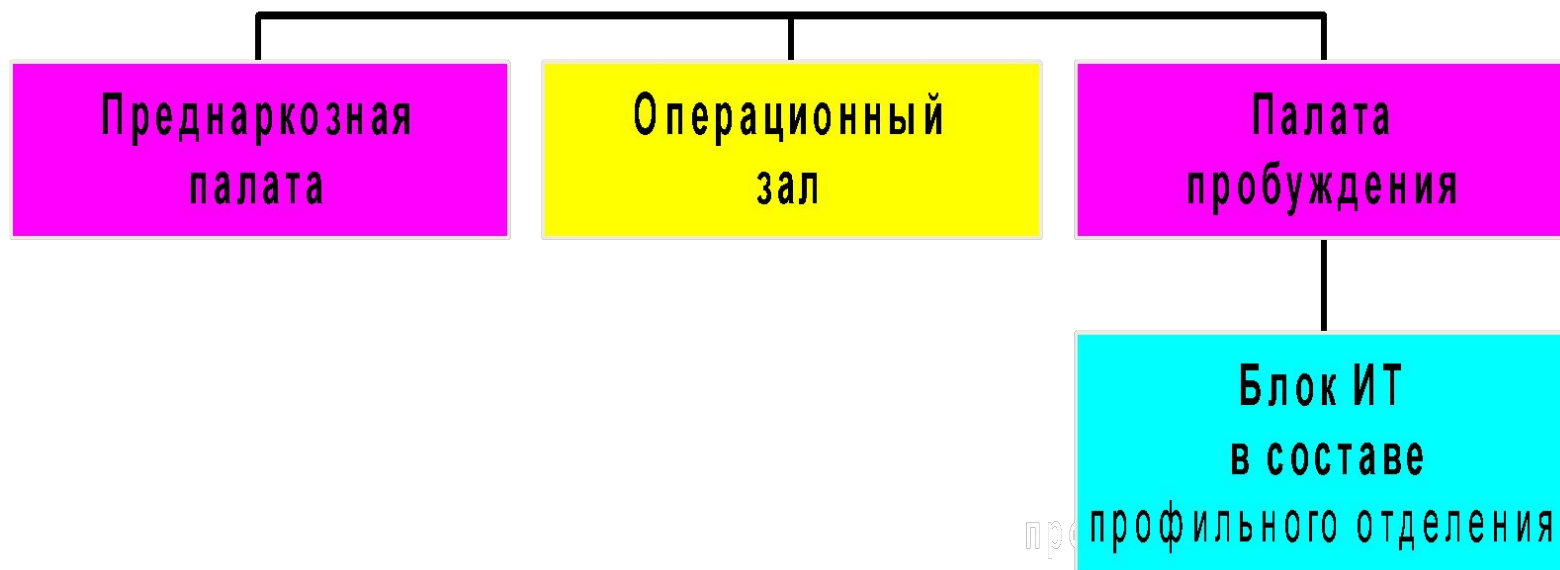 Преднаркозная
палата
Операционный
зал
Палата
пробуждения
Блок ИТ
в составе
профильного отделения